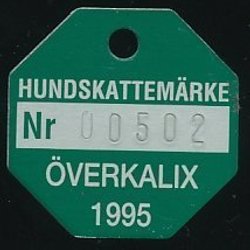 HUNDSKATTEMÄRKE
Nr 00502
ÖVERKALIX
1995